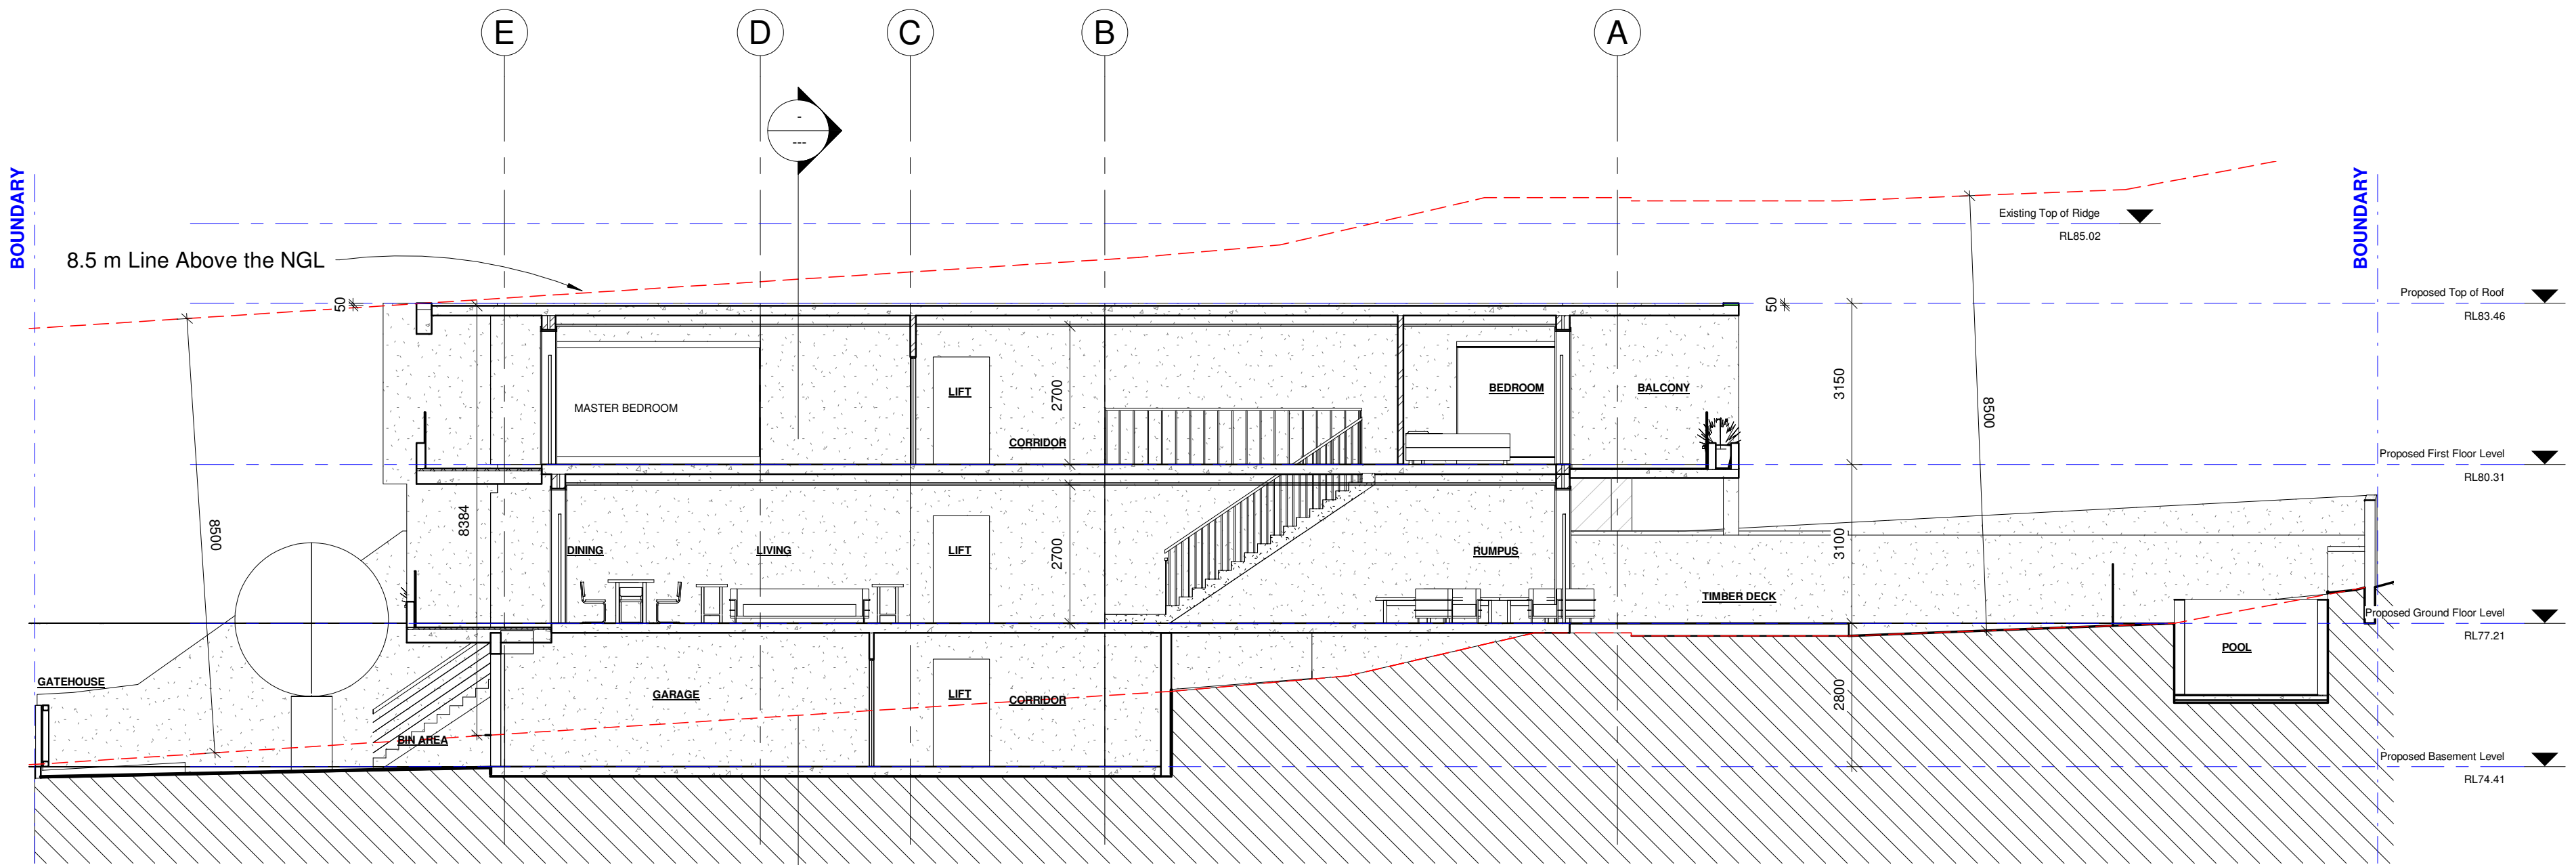 E
D
C
B
A
-
---
BOUNDARY
BOUNDARY
Existing Top of Ridge
RL85.02
8.5 m Line Above the NGL
50
50
Proposed Top of Roof
RL83.46
MASTER BEDROOM
LIFT
2700
CORRIDOR
BEDROOM
BALCONY
3150
8500
Proposed First Floor Level
RL80.31
8500
8384
DINING
LIVING
LIFT
2700
RUMPUS
3100
TIMBER DECK
Proposed Ground Floor Level
RL77.21
POOL
GATEHOUSE
GARAGE
LIFT
CORRIDOR
2800
BIN AREA
Proposed Basement Level
RL74.41